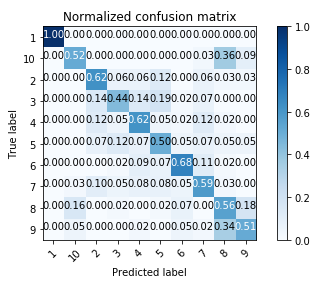 Normalized confusion matrix
1 1.00 0.00 0.00 0.00 0.00 0.00 0.00 0.00 0.00 0.00
10 0.00 0.52 0.00 0.00 0.00 0.00 0.00 0.03 0.36 0.09
2 0.00 0.00 0.62 0.06 0.06 0.12 0.00 0.06 0.03 0.03
3 0.00 0.00 0.14 0.44 0.14 0.19 0.02 0.07 0.00 0.00
4 0.00 0.00 0.12 0.05 0.62 0.05 0.02 0.12 0.02 0.00
5 0.00 0.00 0.07 0.12 0.07 0.50 0.05 0.07 0.05 0.05
6 0.00 0.00 0.00 0.02 0.09 0.07 0.68 0.11 0.02 0.00
7 0.00 0.03 0.10 0.05 0.08 0.08 0.05 0.59 0.03 0.00
8 0.00 0.00 0.02 0.00 0.02 0.07 0.00 0.56 0.18
9 0.00 0.05 0.00 0.00 0.02 0.00 0.05 0.02 0.34 0.51
1 10 2 3 4 5 6 7 8 9
True label
Predicted label
1.0
0.8
0.6
0.4
0.2
0.0